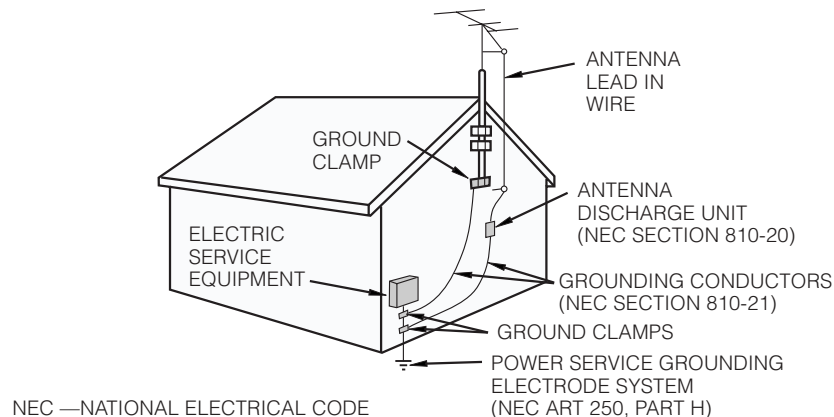 ANTENNA
LEAD IN
WIRE
GROUND
CLAMP
ANTENNA
DISCHARGE UNIT
(NEC SECTION 810-20)
ELECTRIC
SERVICE
EQUIPMENT
GROUNDING CONDUCTORS
(NEC SECTION 810-21)
GROUND CLAMPS
POWER SERVICE GROUNDING
ELECTRODE SYSTEM
(NEC ART 250, PART H)
NEC —NATIONAL ELECTRICAL CODE